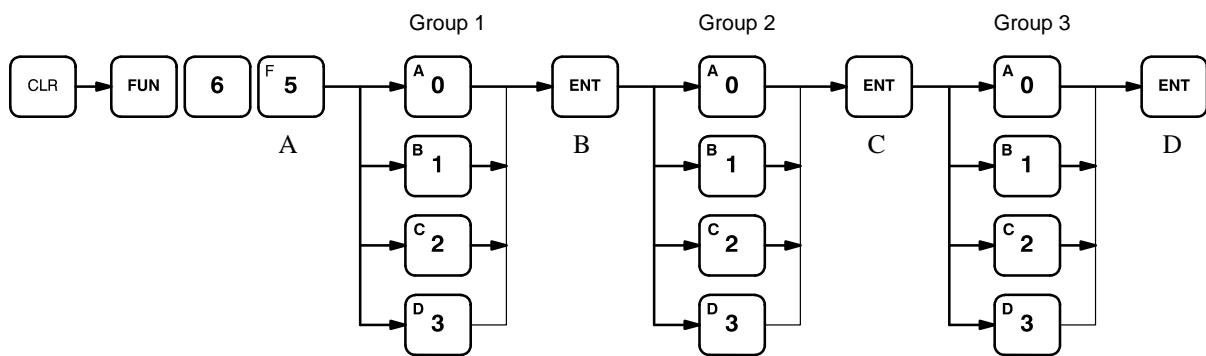 Group 1 Group 2 Group 3
CLR FUN 6 F 5 A 0 ENT A 0 ENT A 0 ENT
A B C D
B 1 B 1 B 1
C 2 C 2 C 2
D 3 D 3 D 3